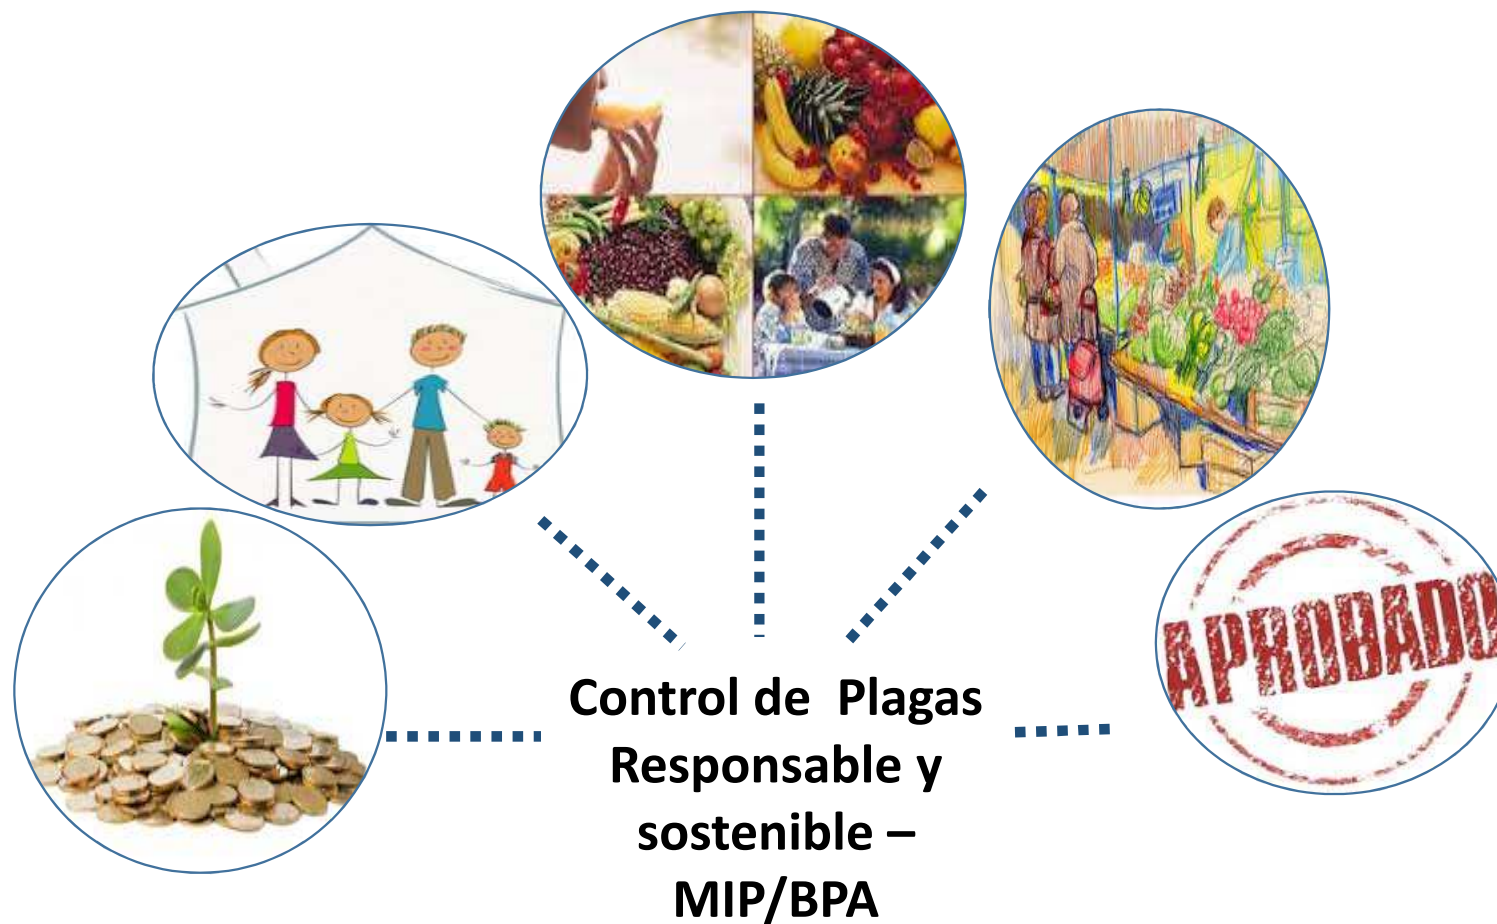 APROBADO
Control de Plagas
Responsable y
sostenible –
MIP/BPA